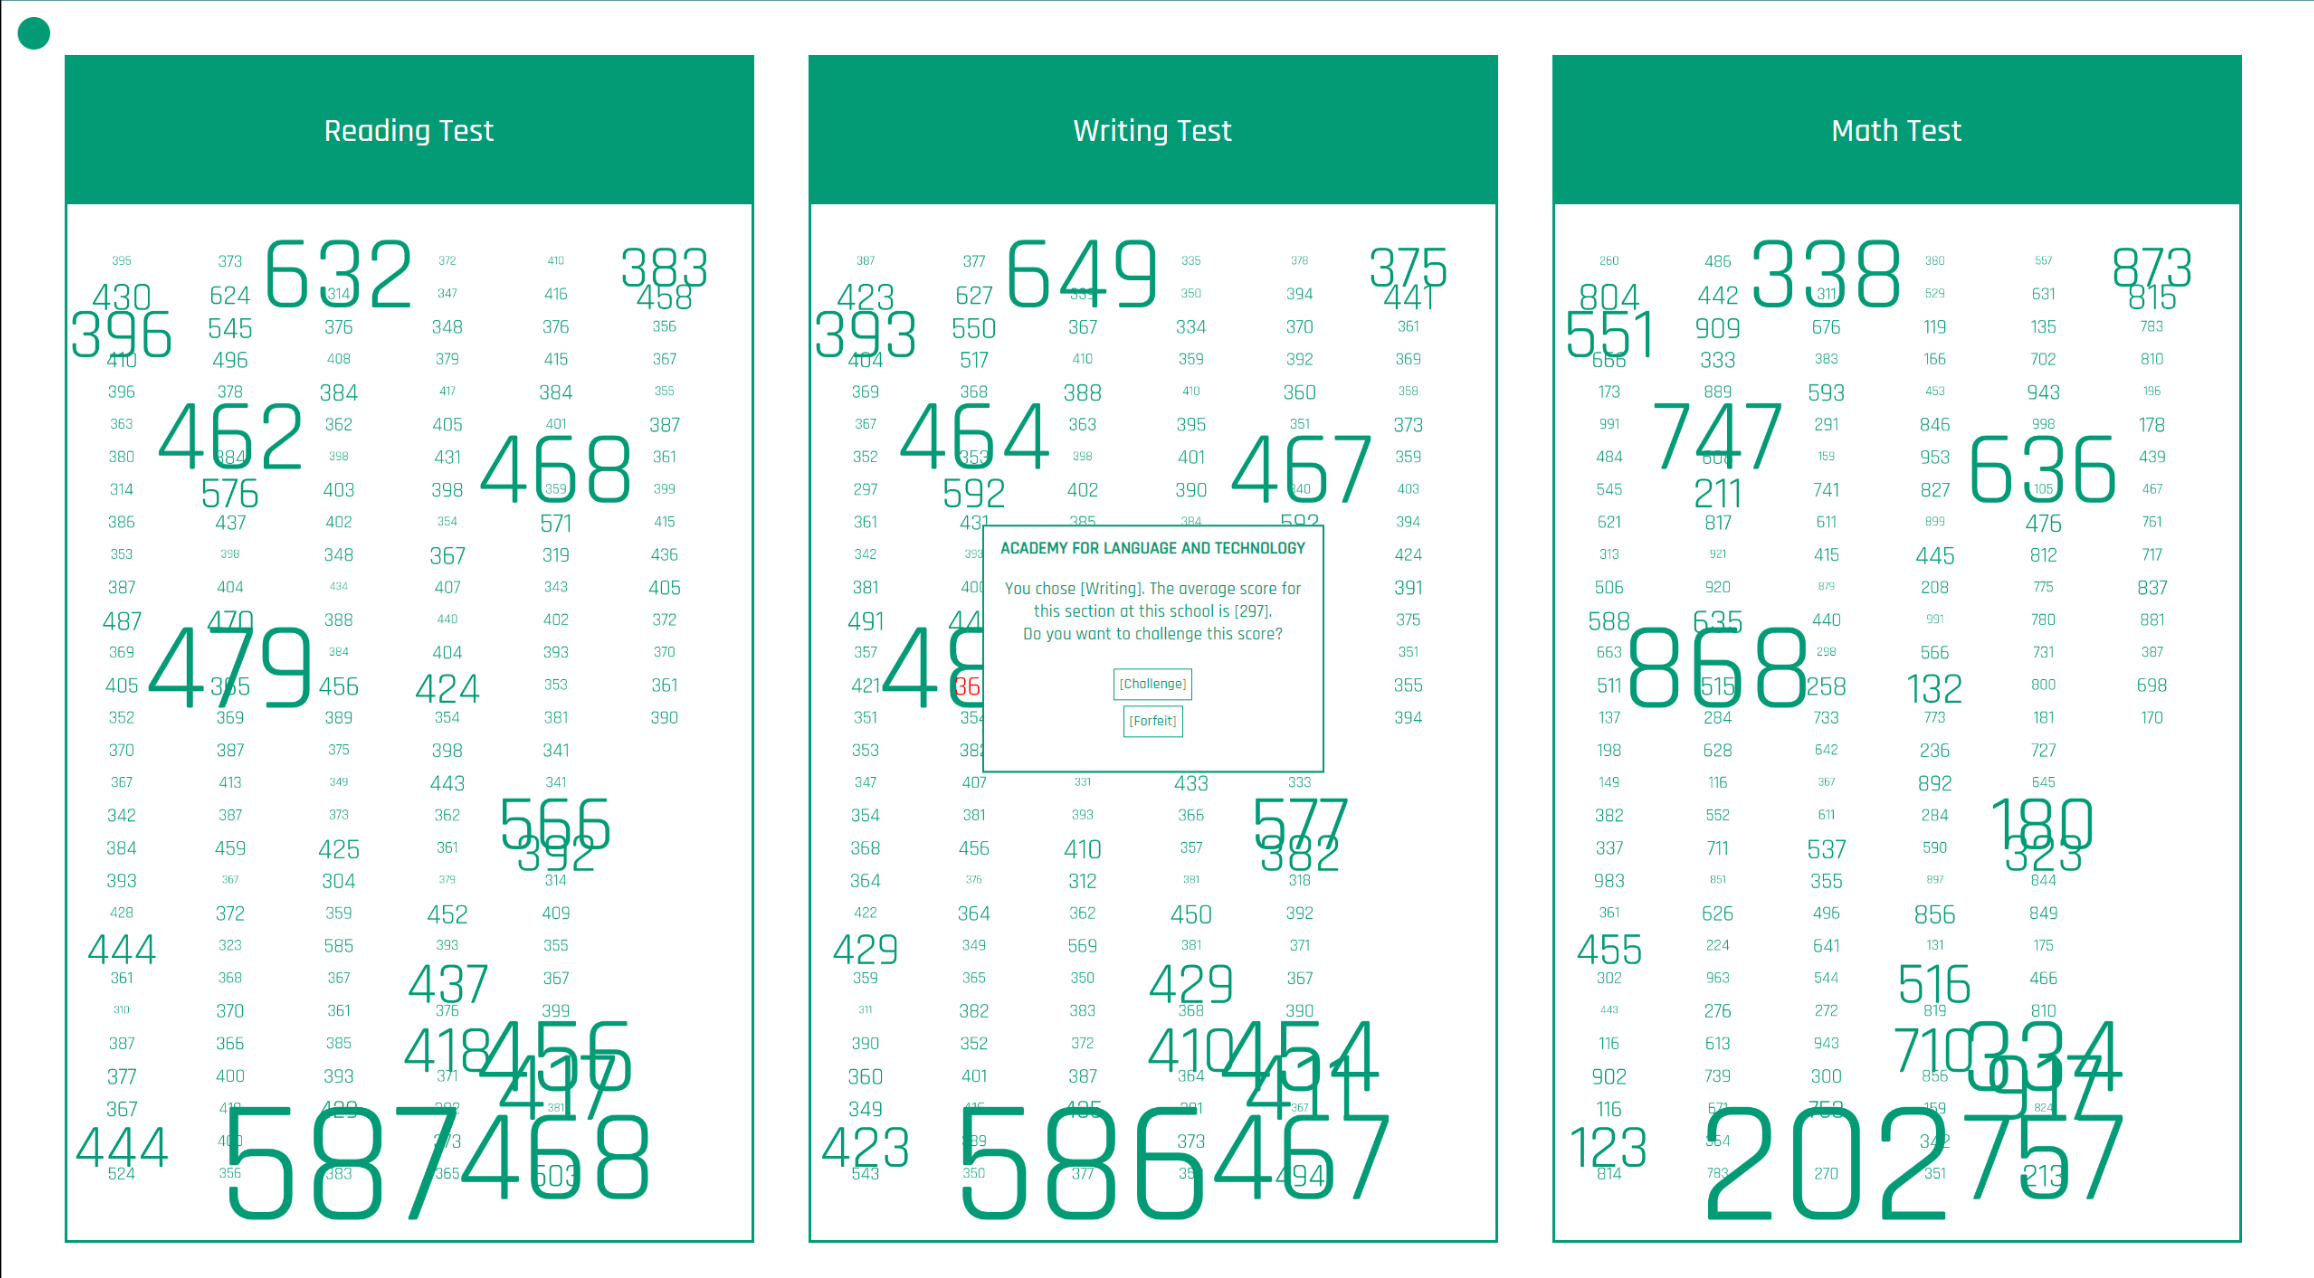 Reading Test
395 373 632 372 410 383
430 624 314 347 416 458
396 545 376 348 376 356
410 496 408 379 415 367
396 378 384 417 384 355
363 462 362 405 401 387
380 384 398 431 468 361
314 576 403 398 359 399
386 437 402 354 571 415
353 398 348 367 319 436
387 404 434 407 343 405
487 470 388 440 402 372
369 479 384 404 393 370
405 365 456 424 353 361
352 369 389 354 381 390
370 387 375 398 341
367 413 349 443 341
342 387 373 362 566
384 459 425 361 392
393 367 304 379 314
428 372 359 452 409
444 323 585 393 355
361 368 367 437 367
310 370 361 376 399
387 366 385 418 456
377 400 393 371 417
367 429 381
444 587 373 468
524 356 383 365 503
Writing Test
387 377 649 335 378 375
423 627 350 394 441
393 550 367 334 370 361
404 517 410 359 392 369
369 368 388 410 360 358
367 464 363 395 351 373
352 353 398 401 467 359
297 592 402 390 340 403
361 431 385 384 592 394
342 393 424
381 391
491 375
357 351
421 355
351 394
353
347 407 331 433 333
354 381 393 366 577
368 456 410 357 382
364 376 312 381 318
422 364 362 450 392
429 349 569 381 371
359 365 350 429 367
311 382 383 368 390
390 352 372 410 454
360 401 387 364 411
349 367
423 586 373 467
543 350 377 494
ACADEMY FOR LANGUAGE AND TECHNOLOGY
You chose [Writing]. The average score for
this section at this school is [297].
Do you want to challenge this score?
[Challenge]
[Forfeit]
Math Test
260 486 338 380 557 873
804 442 311 529 631 815
551 909 676 119 135 783
666 333 383 166 702 810
173 889 593 453 943 196
991 747 291 846 998 178
484 608 159 953 636 439
545 211 741 827 105 467
621 817 611 899 476 761
313 921 415 445 812 717
506 920 879 208 775 837
588 635 440 991 780 881
663 868 298 566 731 387
511 515 258 132 800 698
137 284 733 773 181 170
198 628 642 236 727
149 116 367 892 645
382 552 611 284 180
337 711 537 590 323
983 851 355 897 844
361 626 496 856 849
455 224 641 131 175
302 963 544 516 466
443 276 272 819 810
116 613 943 710 334
902 739 300 856 917
116 159 824
123 202 342 757
814 783 270 351 213